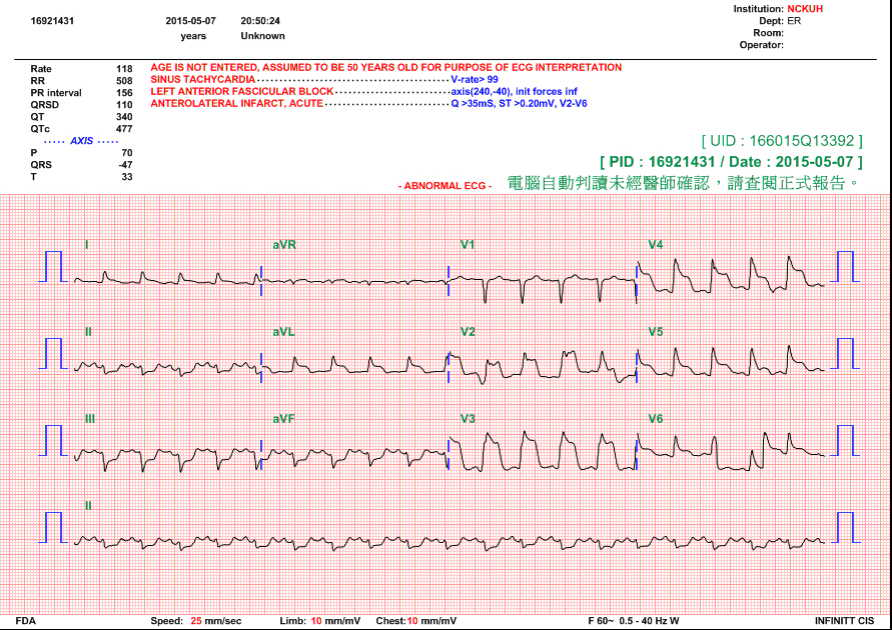 Institution: NCKUH
16921431 2015-05-07 20:50:24 Dept: ER
years Unknown Room:
Operator:
Rate 118 AGE IS NOT ENTERED, ASSUMED TO BE 50 YEARS OLD FOR PURPOSE OF ECG INTERPRETATION
RR 508 SINUS TACHYCARDIA - - - - - - - - - - - - - - - - - - - - - - - - - - - - - - - - - - - - - - - - V-rate> 99
PR interval 156 LEFT ANTERIOR FASCICULAR BLOCK - - - - - - - - - - - - - - - - - - - - - - - - axis(240,-40), init forces inf
QRSD 110 ANTEROLATERAL INFARCT, ACUTE - - - - - - - - - - - - - - - - - - - - - - - - - - Q >35mS, ST >0.20mV, V2-V6
QT 340
QTc 477
----- AXIS -----
P 70
QRS -47
T 33
[ UID : 166015Q13392 ]
[ PID : 16921431 / Date : 2015-05-07 ]
- ABNORMAL ECG - 電腦自動判讀未經醫師確認，請查閱正式報告。
I aVR V1 V4
II aVL V2 V5
III aVF V3 V6
II
FDA Speed: 25 mm/sec Limb: 10 mm/mV Chest: 10 mm/mV F 60~ 0.5 - 40 Hz W INFINITT CIS